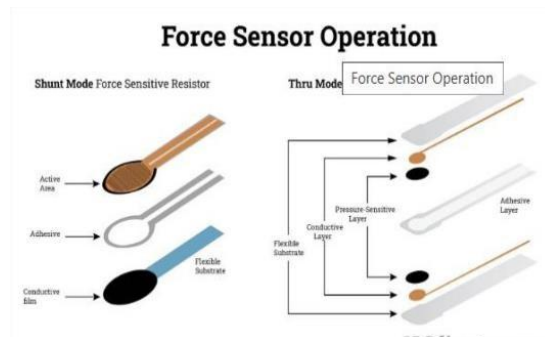 Force Sensor Operation
Shunt Mode Force Sensitive Resistor
Active
Area
Adhesive
Conductive
film
Flexible
Substrate
Thru Mode
Force Sensor Operation
Flexible
Substrate
Conductive
Layer
Pressure-Sensitive
Layer
Adhesive
Layer